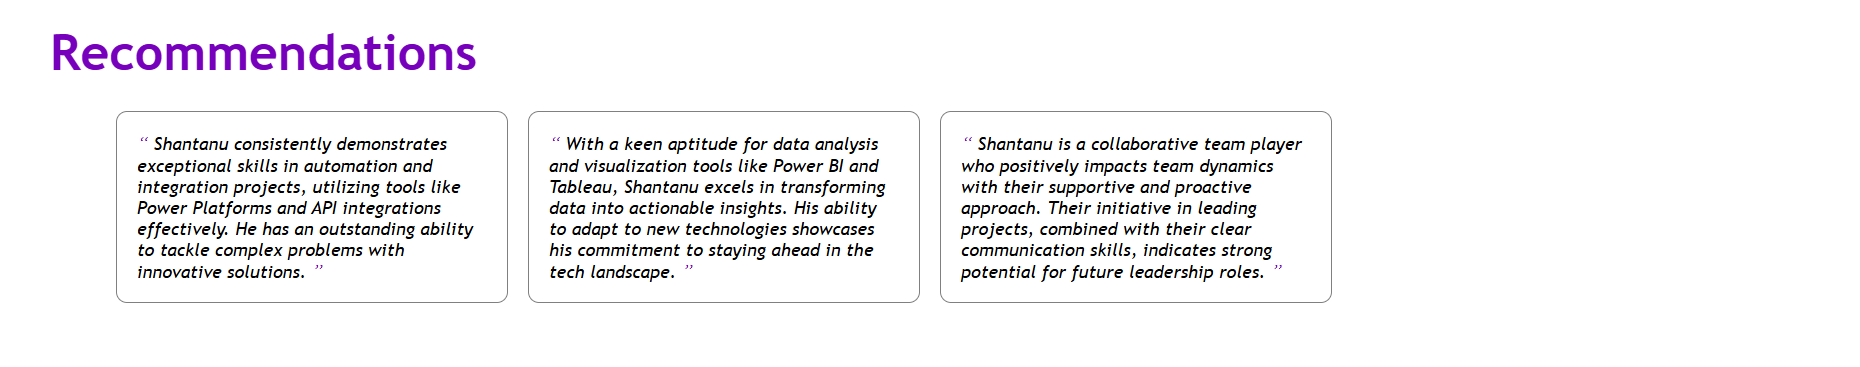 Recommendations
“ Shantanu consistently demonstrates
exceptional skills in automation and
integration projects, utilizing tools like
Power Platforms and API integrations
effectively. He has an outstanding ability
to tackle complex problems with
innovative solutions. ”
“ With a keen aptitude for data analysis
and visualization tools like Power BI and
Tableau, Shantanu excels in transforming
data into actionable insights. His ability
to adapt to new technologies showcases
his commitment to staying ahead in the
tech landscape. ”
“ Shantanu is a collaborative team player
who positively impacts team dynamics
with their supportive and proactive
approach. Their initiative in leading
projects, combined with their clear
communication skills, indicates strong
potential for future leadership roles. ”